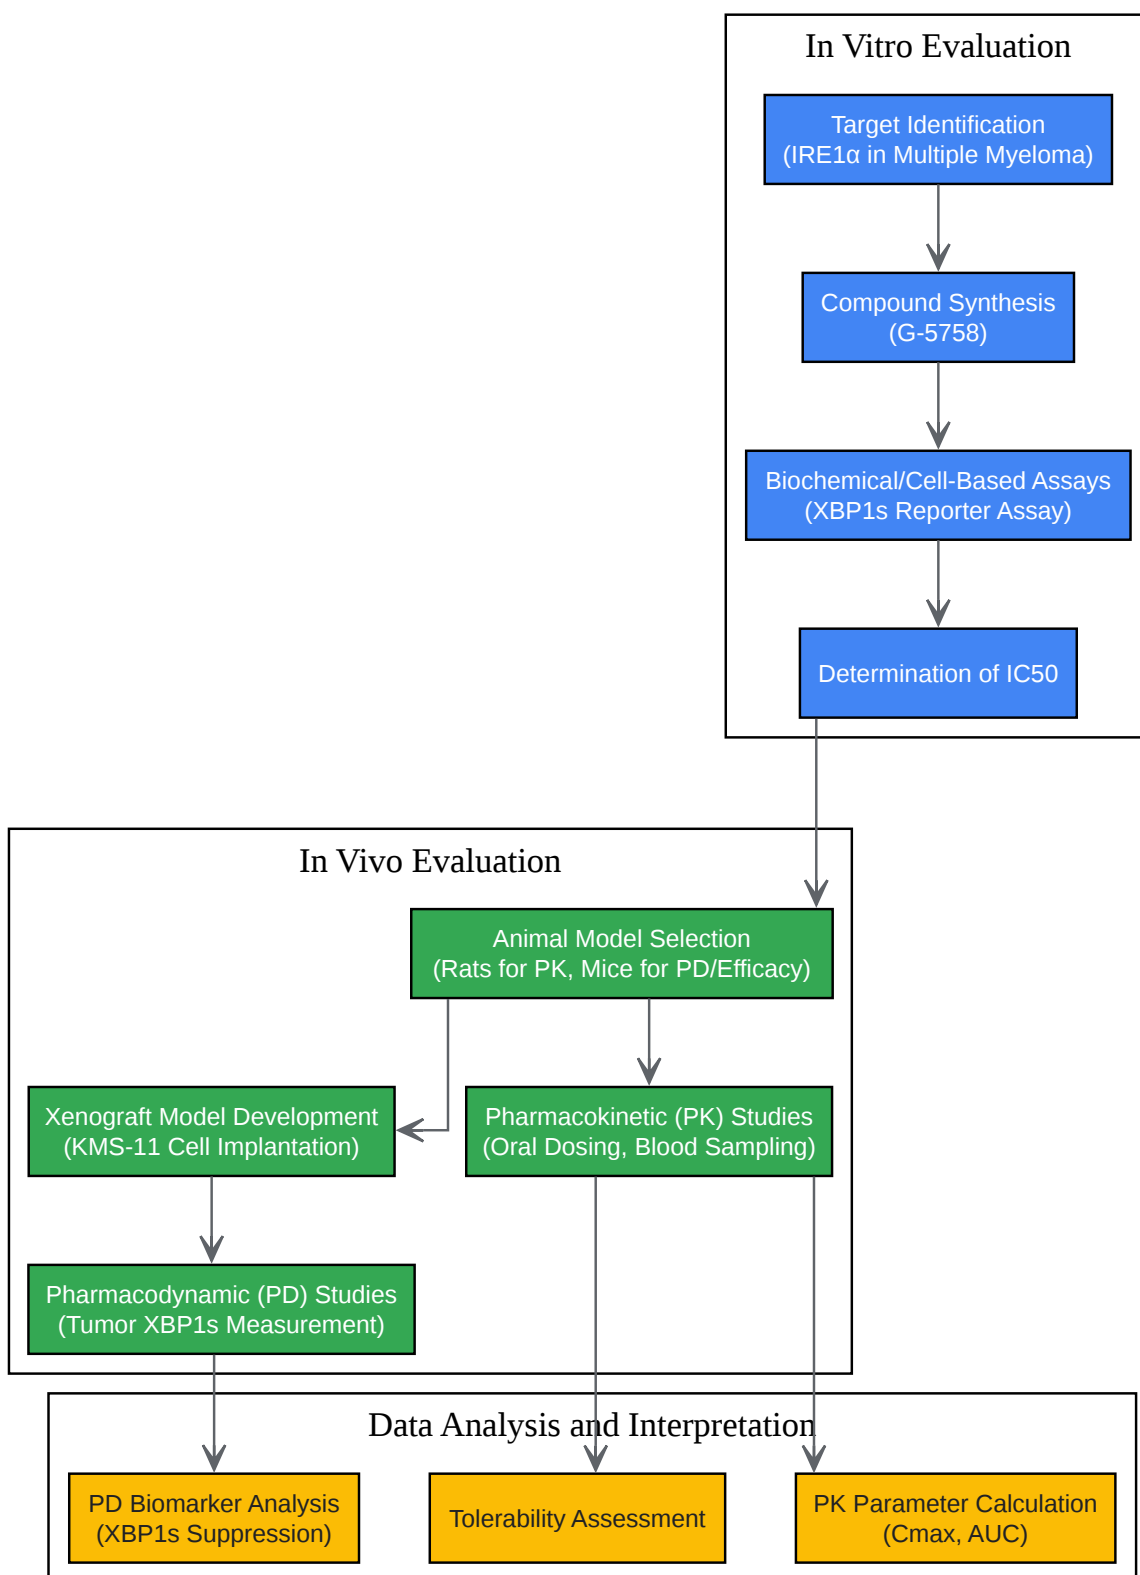 In Vitro Evaluation
Target Identification
(IRE1α in Multiple Myeloma)
Compound Synthesis
(G-5758)
Biochemical/Cell-Based Assays
(XBP1s Reporter Assay)
Determination of IC50
In Vivo Evaluation
Animal Model Selection
(Rats for PK, Mice for PD/Efficacy)
Xenograft Model Development
(KMS-11 Cell Implantation)
Pharmacokinetic (PK) Studies
(Oral Dosing, Blood Sampling)
Pharmacodynamic (PD) Studies
(Tumor XBP1s Measurement)
Data Analysis and Interpretation
PD Biomarker Analysis
(XBP1s Suppression)
Tolerability Assessment
PK Parameter Calculation
(Cmax, AUC)